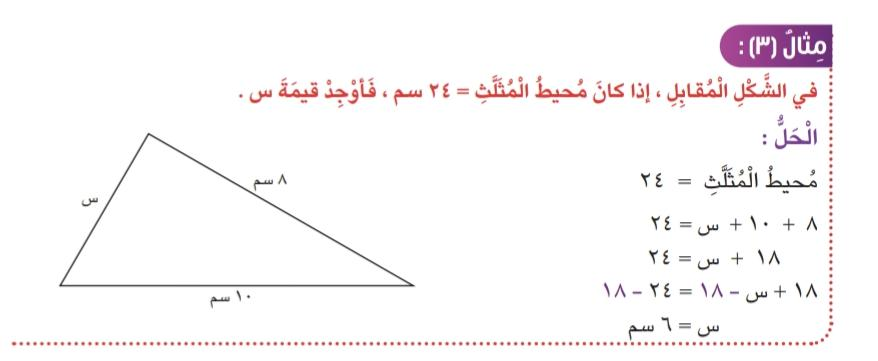 مِثالٌ (٣) :
في الشَّكْلِ الْمُقابِلِ ، إذا كانَ مُحيطُ الْمُثَلَّثِ = ٢٤ سم ، فَأَوْجِدْ قيمَةَ س .
الْحَلُّ :
مُحيطُ الْمُثَلَّثِ = ٢٤
٨ + ١٠ + س = ٢٤
١٨ + س = ٢٤
١٨ + س − ١٨ = ٢٤ − ١٨
س = ٦ سم
٨ سم
س
١٠ سم